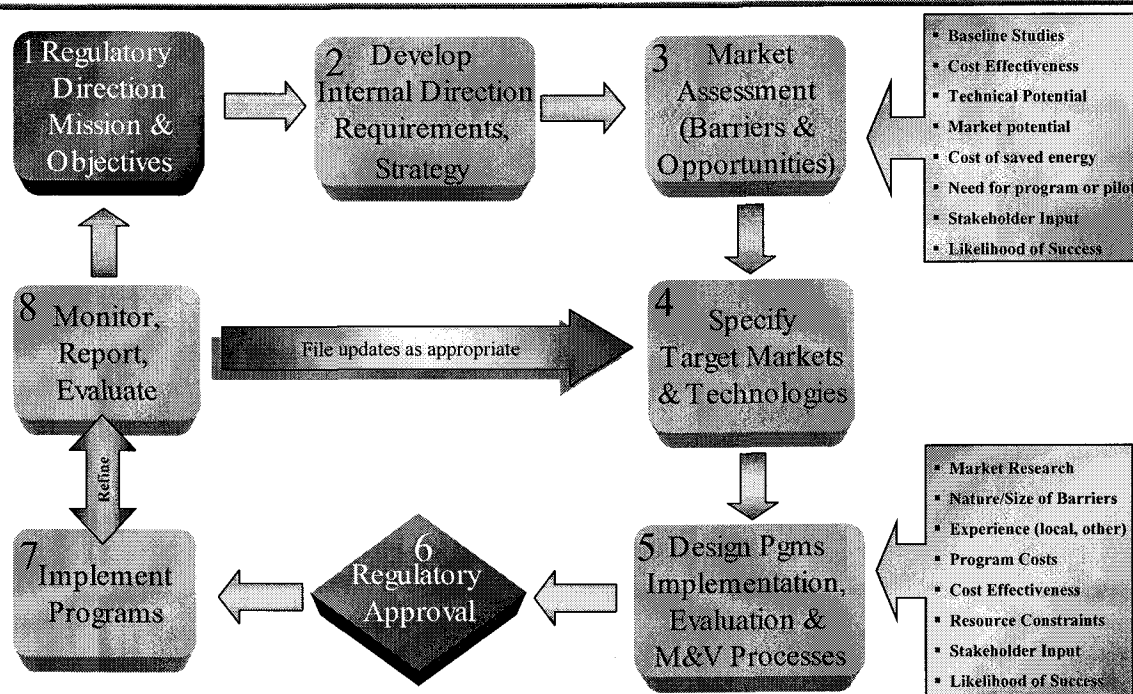 1 Regulatory
Direction
Mission &
Objectives
2 Develop
Internal Direction
Requirements,
Strategy
3 Market
Assessment
(Barriers &
Opportunities)
▪ Baseline Studies
▪ Cost Effectiveness
▪ Technical Potential
▪ Market potential
▪ Cost of saved energy
▪ Need for program or pilot
▪ Stakeholder Input
▪ Likelihood of Success
8 Monitor,
Report,
Evaluate
File updates as appropriate
4 Specify
Target Markets
& Technologies
Refine
7 Implement
Programs
6
Regulatory
Approval
5 Design Pgms
Implementation,
Evaluation &
M&V Processes
▪ Market Research
▪ Nature/Size of Barriers
▪ Experience (local, other)
▪ Program Costs
▪ Cost Effectiveness
▪ Resource Constraints
▪ Stakeholder Input
▪ Likelihood of Success